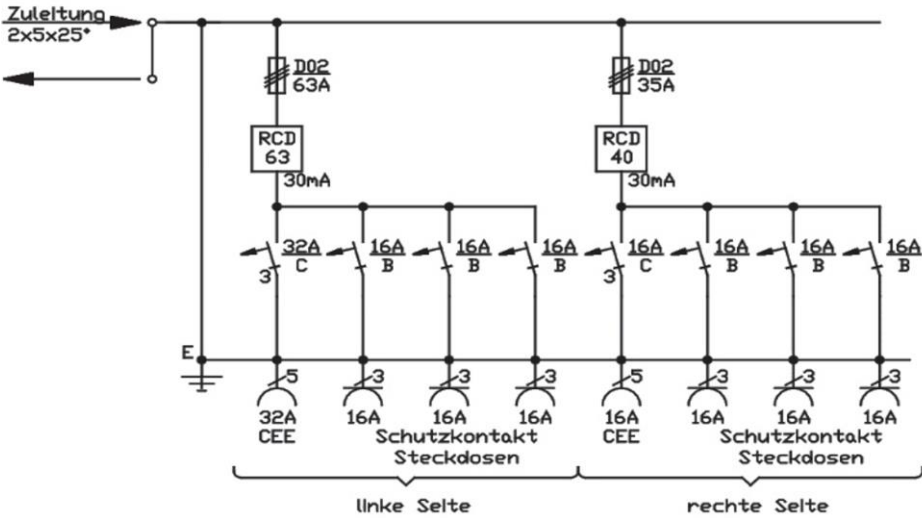 Zuleitung
2x5x25*
D02
63A
D02
35A
RCD
63
RCD
40
30mA
30mA
32A 16A 16A 16A 16A 16A 16A 16A
C B B B C B B B
3 3
E
5 3 3 3 5 3 3 3
32A 16A 16A 16A 16A 16A 16A 16A
CEE Schutzkontakt CEE Schutzkontakt
Steckdosen Steckdosen
linke Seite rechte Seite